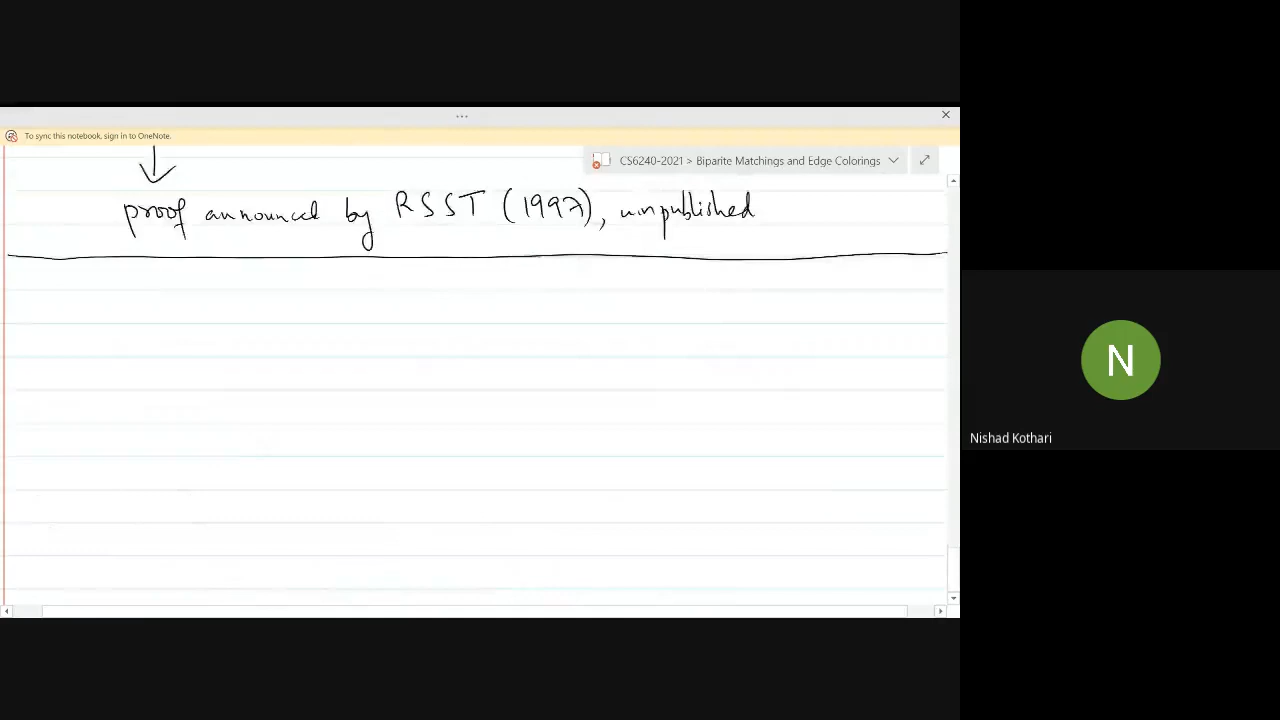 To sync this notebook, sign in to OneNote.
CS6240-2021 > Biparite Matchings and Edge Colorings
proof announced by RSST (1997), unpublished
N
Nishad Kothari